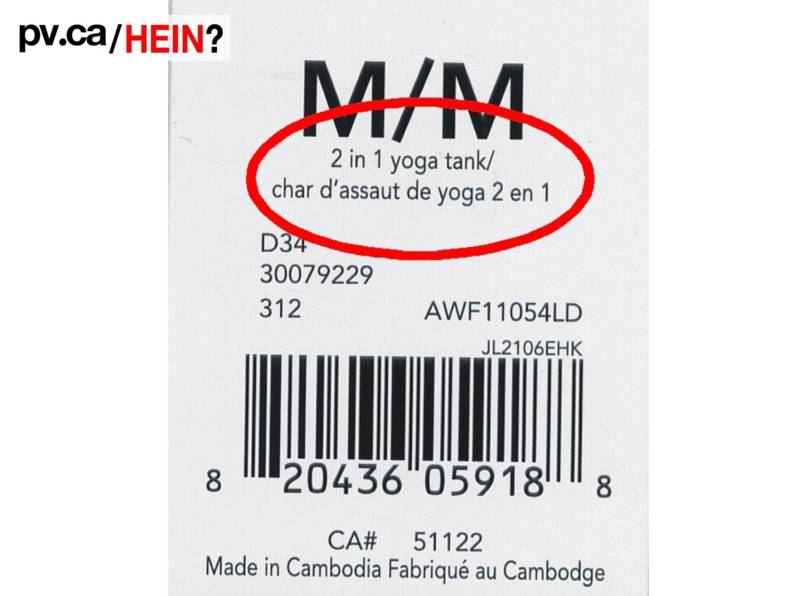 pv.ca/HEIN?
M/M
2 in 1 yoga tank/
char d'assaut de yoga 2 en 1
D34
30079229
312 AWF11054LD
JL2106EHK
8 20436 05918 8
CA# 51122
Made in Cambodia Fabriqué au Cambodge